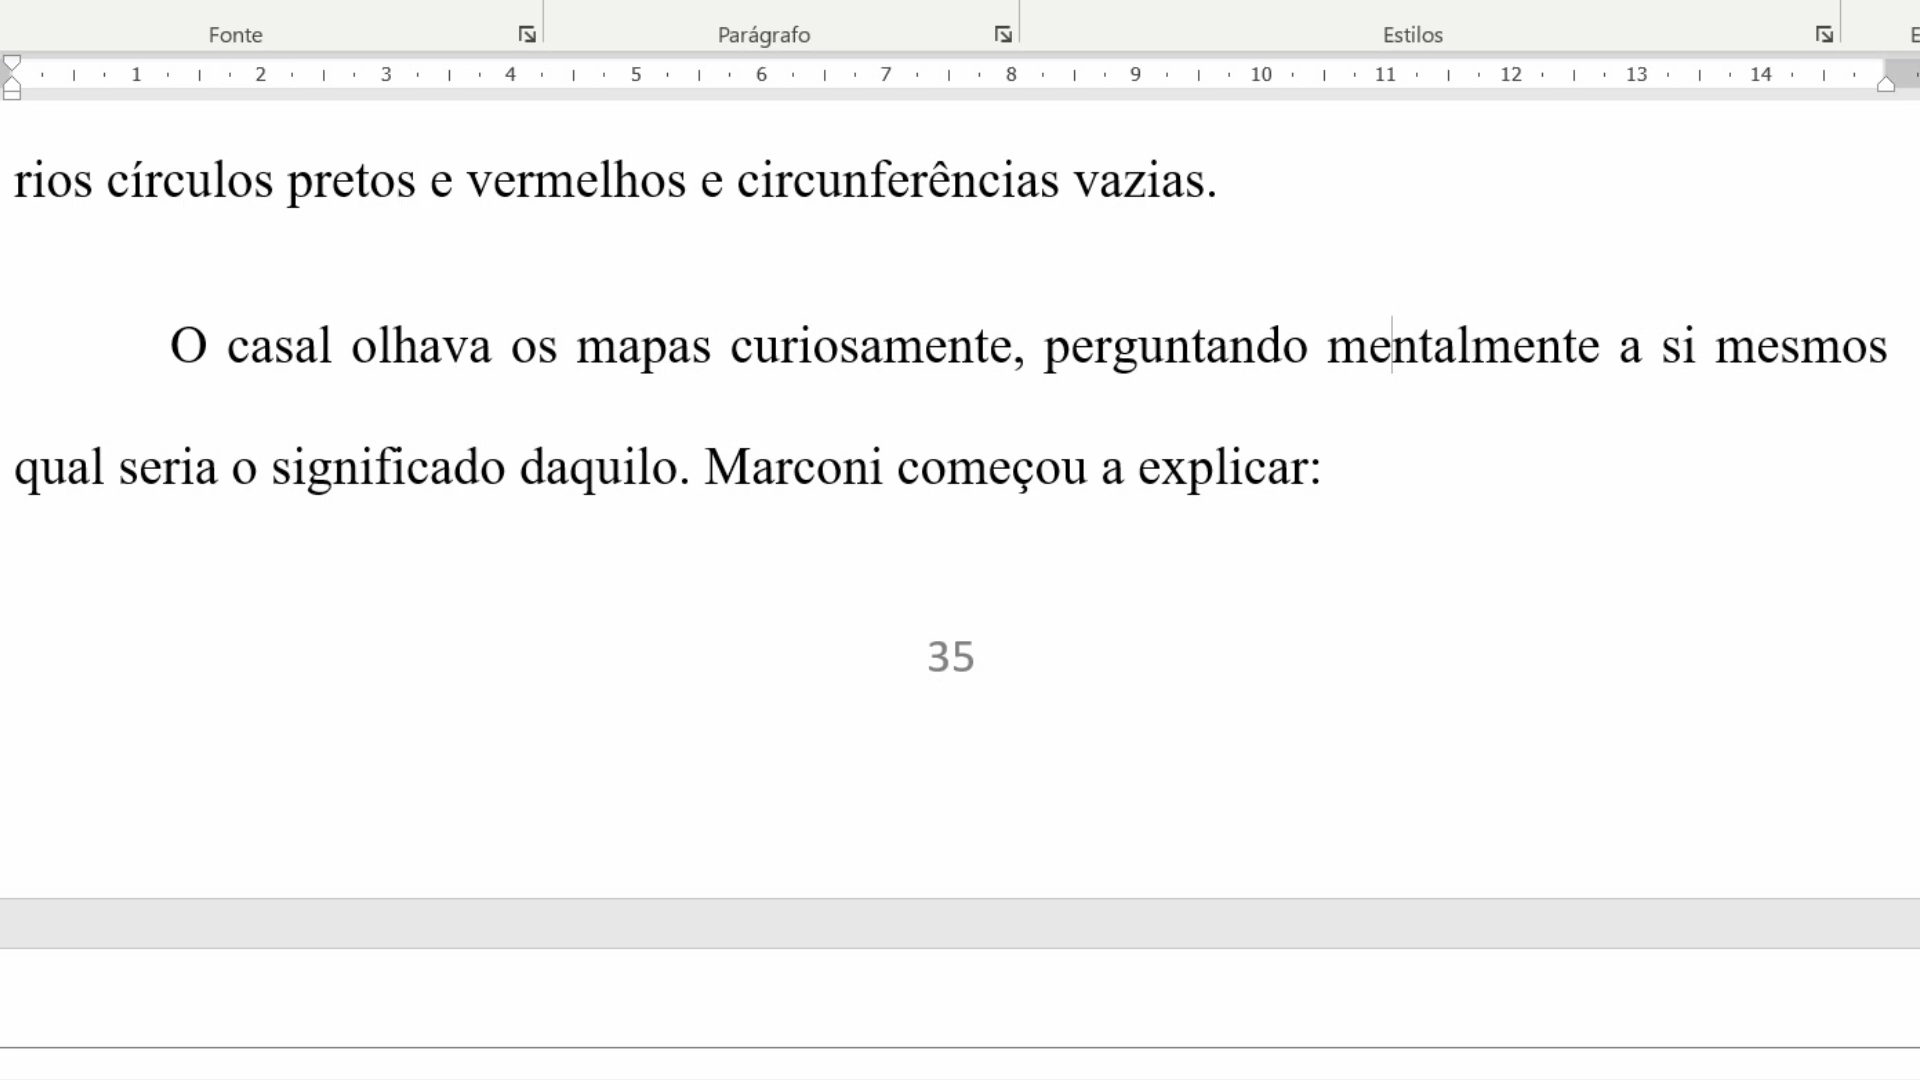 Fonte Parágrafo Estilos
1 2 3 4 5 6 7 8 9 10 11 12 13 14
rios círculos pretos e vermelhos e circunferências vazias.
O casal olhava os mapas curiosamente, perguntando mentalmente a si mesmos
qual seria o significado daquilo. Marconi começou a explicar:
35